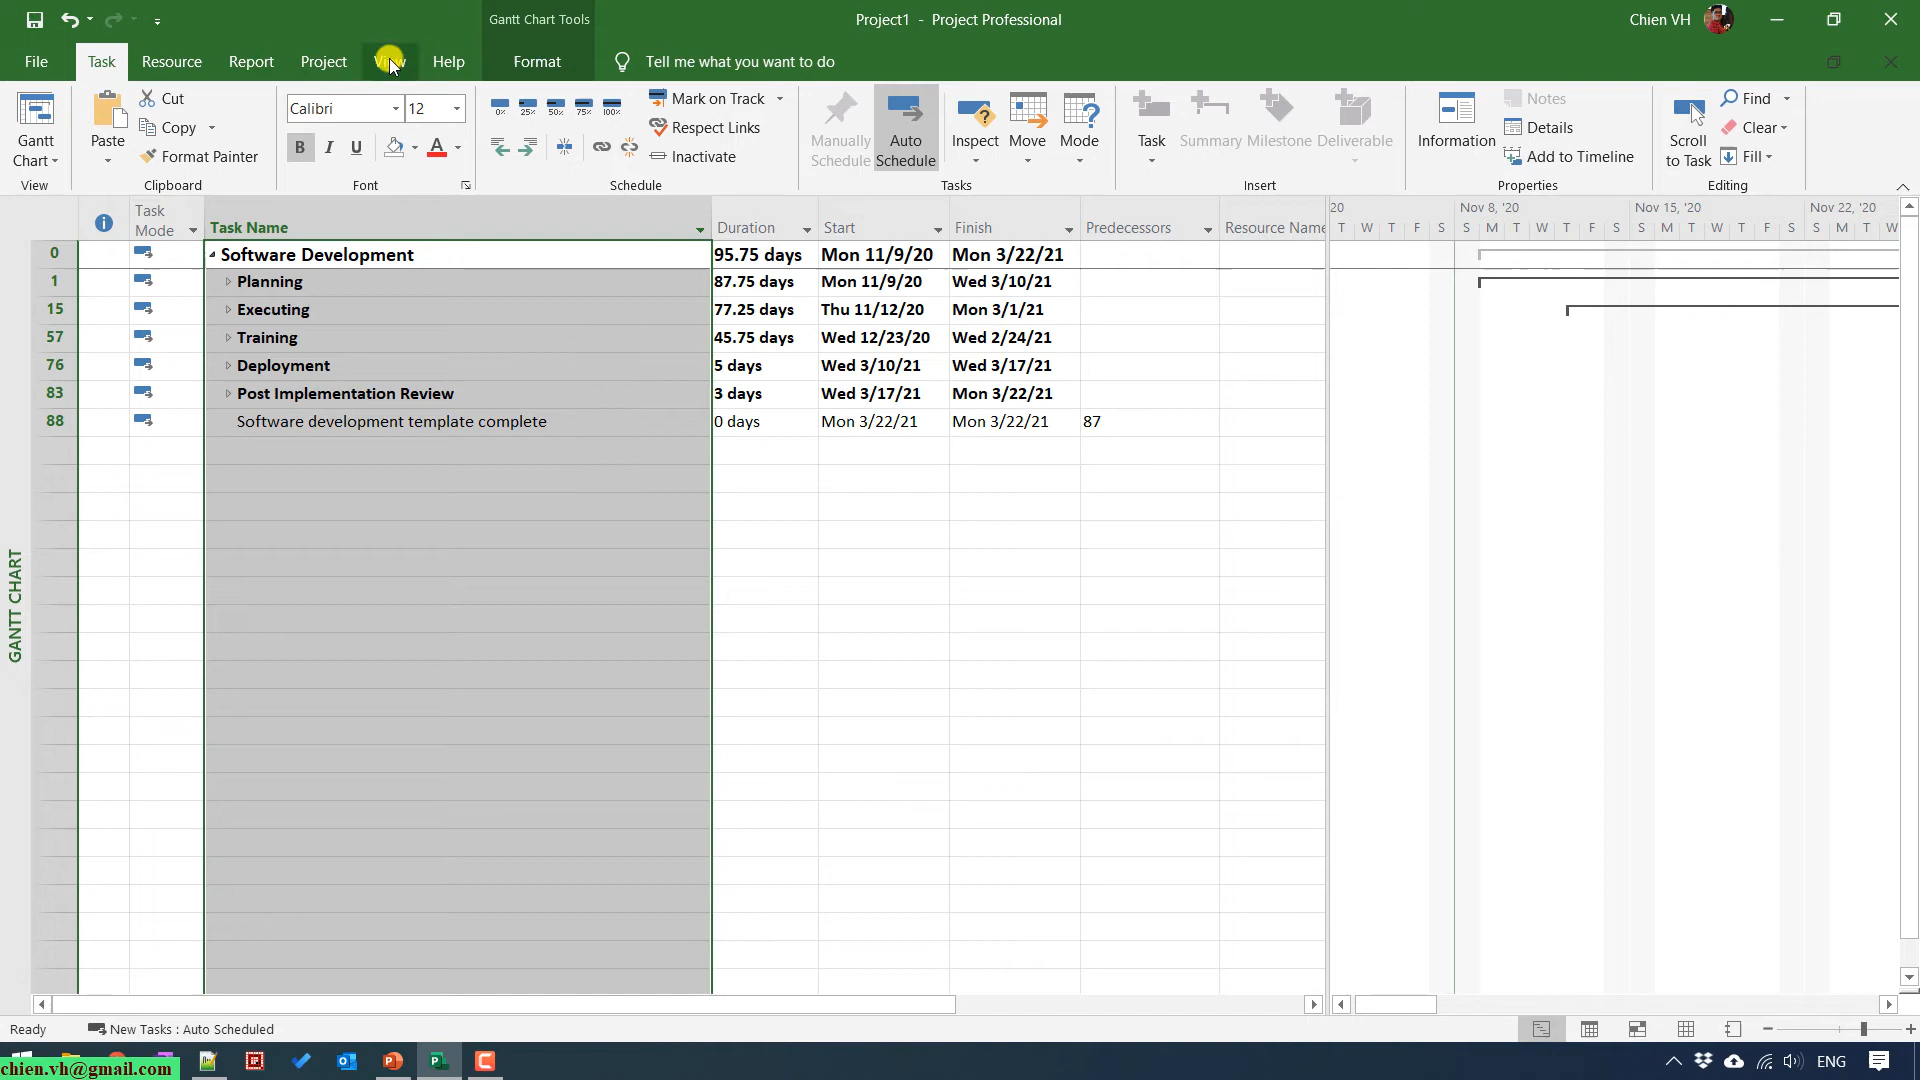 Gantt Chart Tools
Project1 - Project Professional
Chien VH
File Task Resource Report Project View Help Format Tell me what you want to do
Gantt Chart
View
Paste
Cut
Copy
Format Painter
Clipboard
Calibri 12
B I U A
Font
0% 25% 50% 75% 100%
Mark on Track
Respect Links
Inactivate
Schedule
Manually Schedule
Auto Schedule
Inspect
Move
Mode
Tasks
Task
Summary
Milestone
Deliverable
Insert
Information
Notes
Details
Add to Timeline
Properties
Scroll to Task
Find
Clear
Fill
Editing
Task Mode Task Name Duration Start Finish Predecessors Resource Name
20 Nov 8, '20 Nov 15, '20 Nov 22, '20
T W T F S S M T W T F S S M T W T F S S M T W
0 Software Development 95.75 days Mon 11/9/20 Mon 3/22/21
1 Planning 87.75 days Mon 11/9/20 Wed 3/10/21
15 Executing 77.25 days Thu 11/12/20 Mon 3/1/21
57 Training 45.75 days Wed 12/23/20 Wed 2/24/21
76 Deployment 5 days Wed 3/10/21 Wed 3/17/21
83 Post Implementation Review 3 days Wed 3/17/21 Mon 3/22/21
88 Software development template complete 0 days Mon 3/22/21 Mon 3/22/21 87
GANTT CHART
Ready New Tasks : Auto Scheduled
chien.vh@gmail.com
ENG